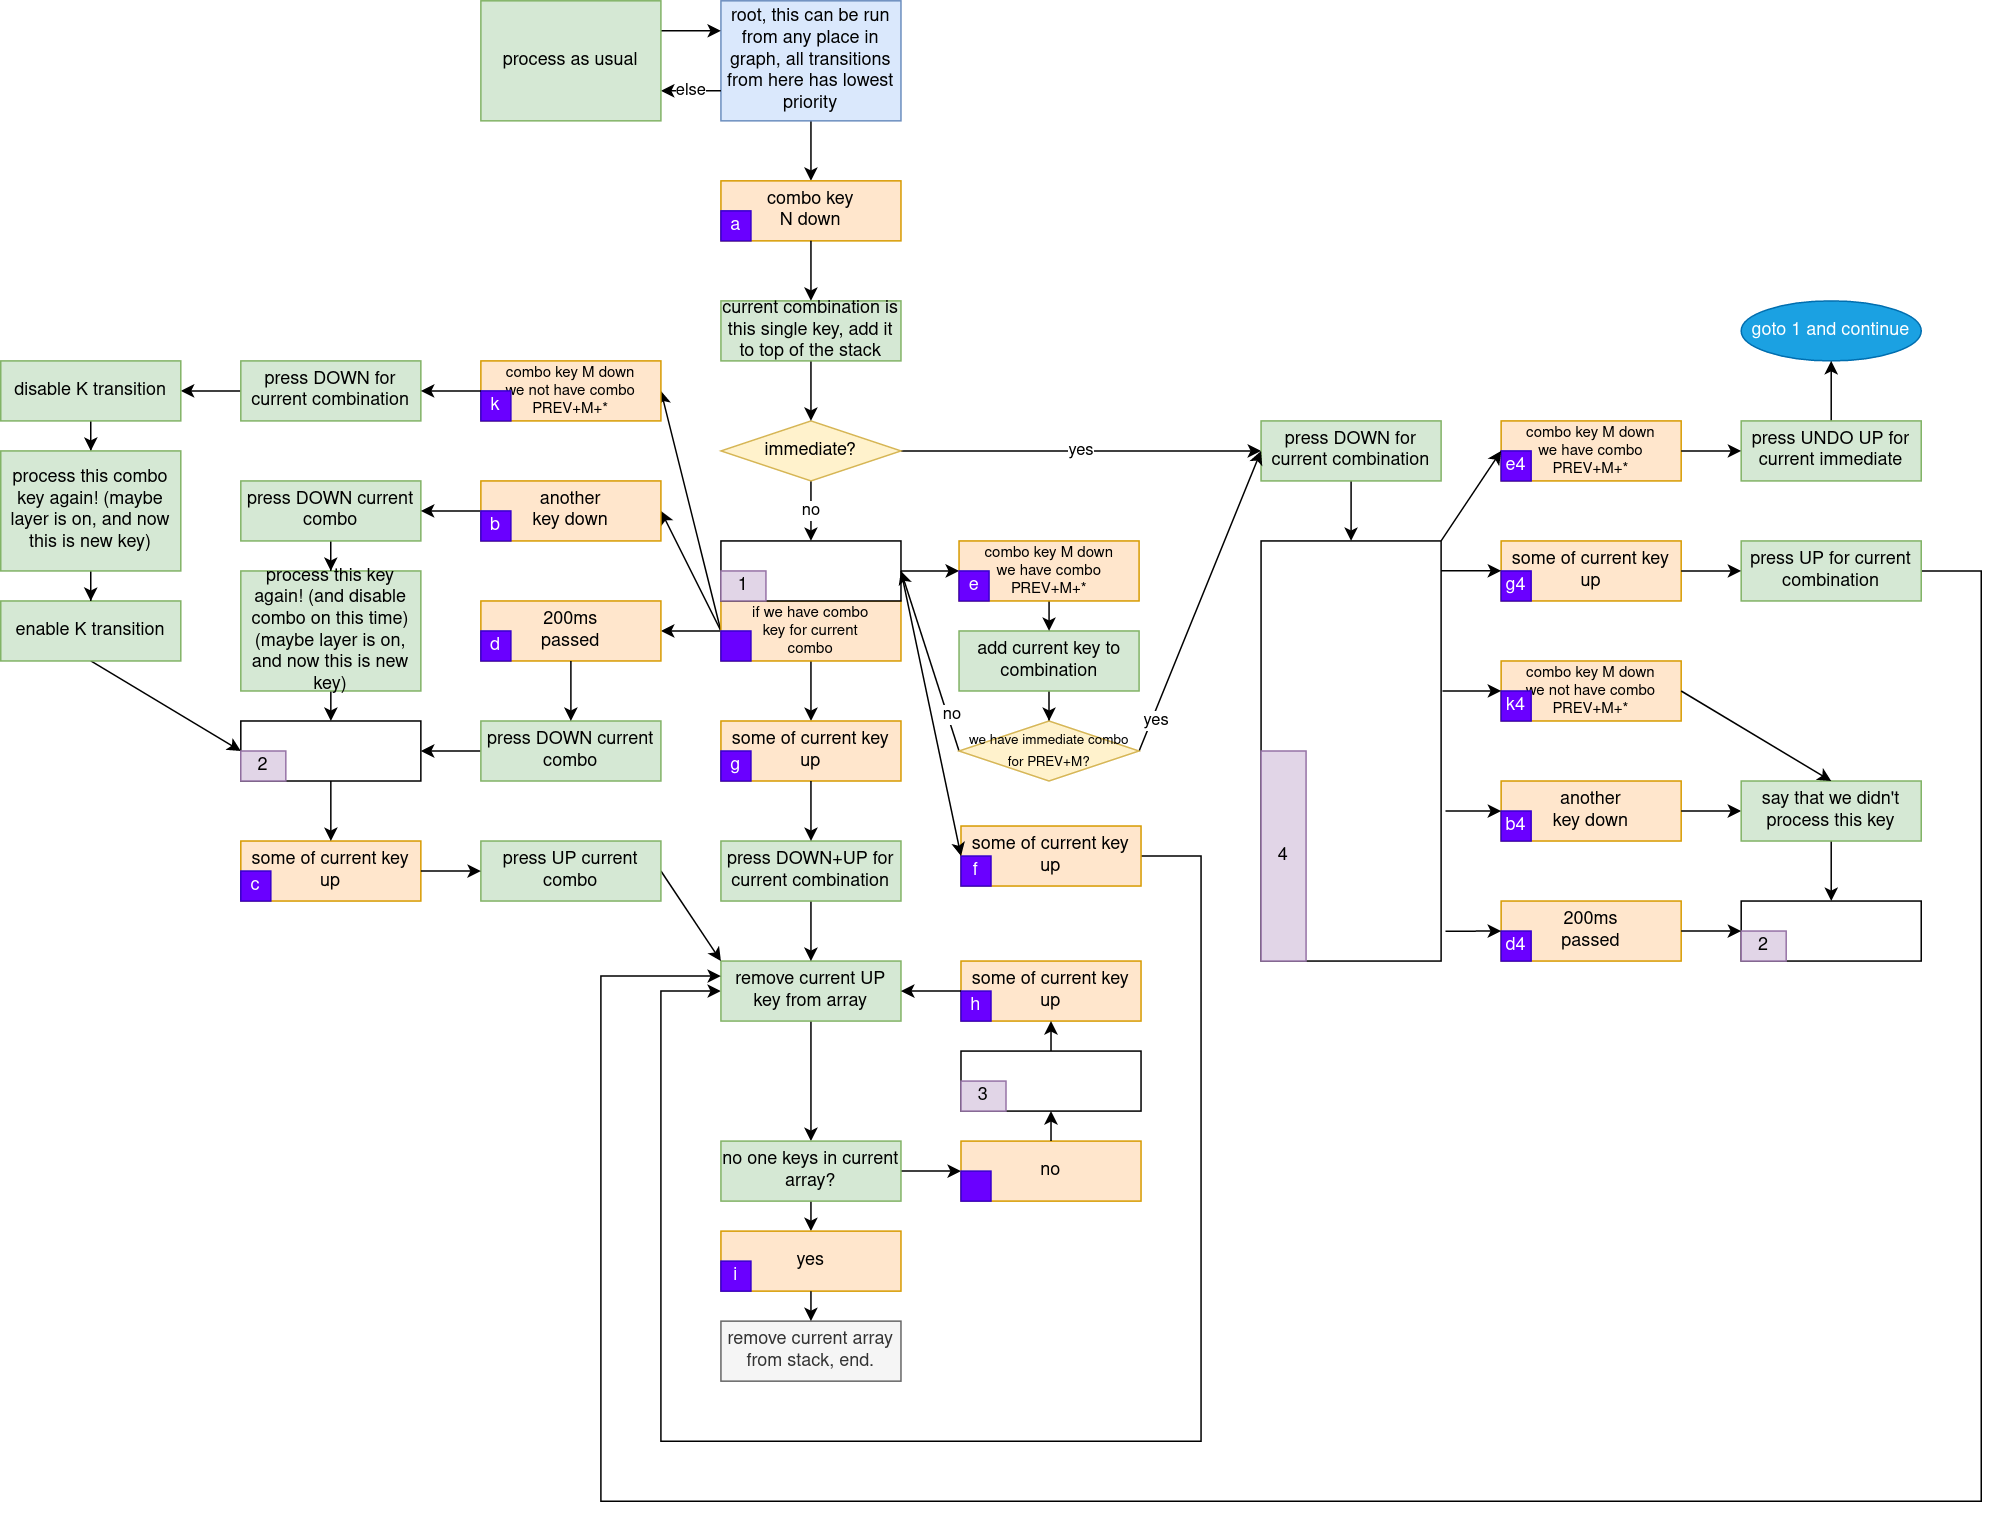 process as usual
root, this can be run
from any place in
graph, all transitions
from here has lowest
priority
else
combo key
N down
a
current combination is
this single key, add it
to top of the stack
immediate?
yes
no
disable K transition
press DOWN for
current combination
combo key M down
we not have combo
PREV+M+*
k
process this combo
key again! (maybe
layer is on, and now
this is new key)
press DOWN current
combo
another
key down
b
enable K transition
process this key
again! (and disable
combo on this time)
(maybe layer is on,
and now this is new
key)
200ms
passed
d
1
if we have combo
key for current
combo
combo key M down
we have combo
PREV+M+*
e
add current key to
combination
we have immediate combo
for PREV+M?
no
yes
2
press DOWN current
combo
some of current key
up
g
some of current key
up
c
press UP current
combo
press DOWN+UP for
current combination
some of current key
up
f
remove current UP
key from array
some of current key
up
h
3
no one keys in current
array?
no
yes
i
remove current array
from stack, end.
press DOWN for
current combination
4
combo key M down
we have combo
PREV+M+*
e4
press UNDO UP for
current immediate
goto 1 and continue
some of current key
up
g4
press UP for current
combination
combo key M down
we not have combo
PREV+M+*
k4
another
key down
b4
say that we didn't
process this key
200ms
passed
d4
2